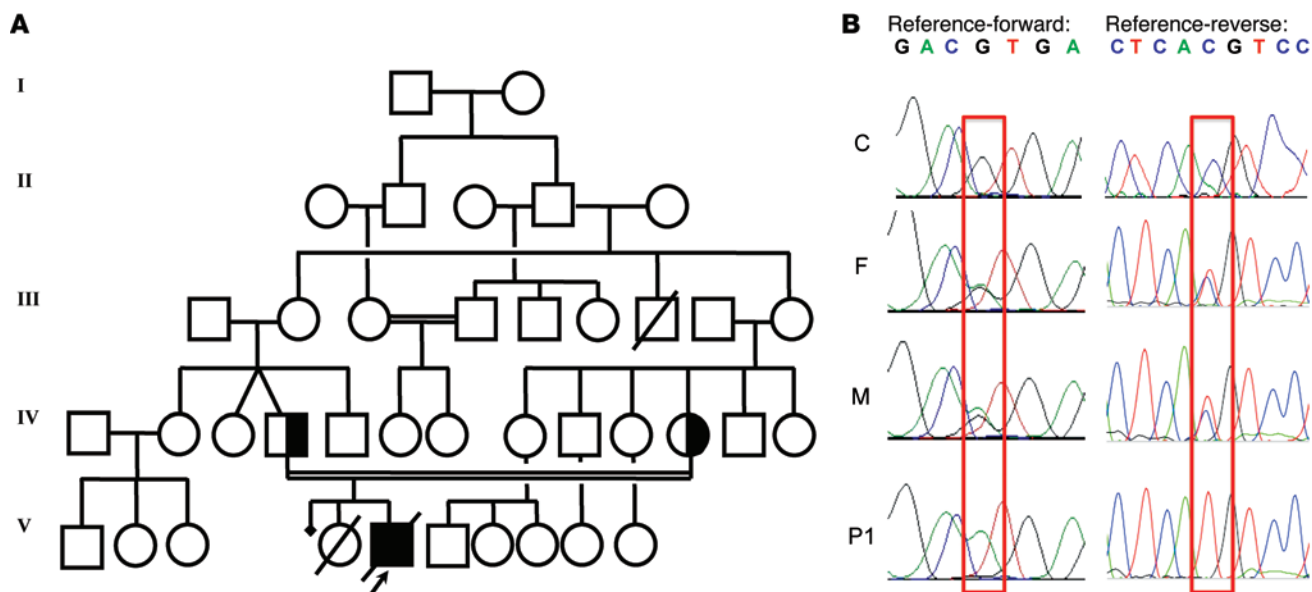 A
I
II
III
IV
V
B
Reference-forward:
G A C G T G A
Reference-reverse:
C T C A C G T C C
C
F
M
P1